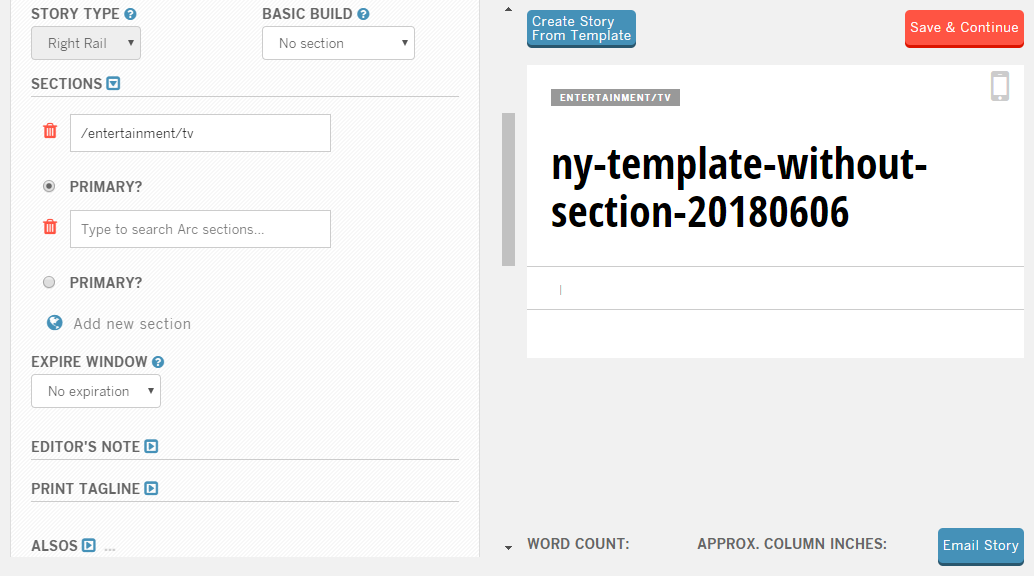 STORY TYPE ?
BASIC BUILD ?
Right Rail
No section
SECTIONS
/entertainment/tv
PRIMARY?
Type to search Arc sections...
PRIMARY?
Add new section
EXPIRE WINDOW ?
No expiration
EDITOR'S NOTE
PRINT TAGLINE
ALSOS ...
Create Story
From Template
Save & Continue
ENTERTAINMENT/TV
ny-template-without-
section-20180606
WORD COUNT:
APPROX. COLUMN INCHES:
Email Story